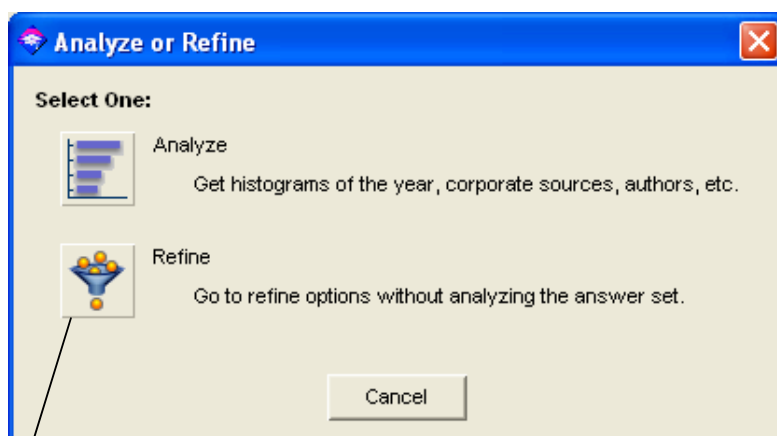 Analyze or Refine
Select One:
Analyze
Get histograms of the year, corporate sources, authors, etc.
Refine
Go to refine options without analyzing the answer set.
Cancel